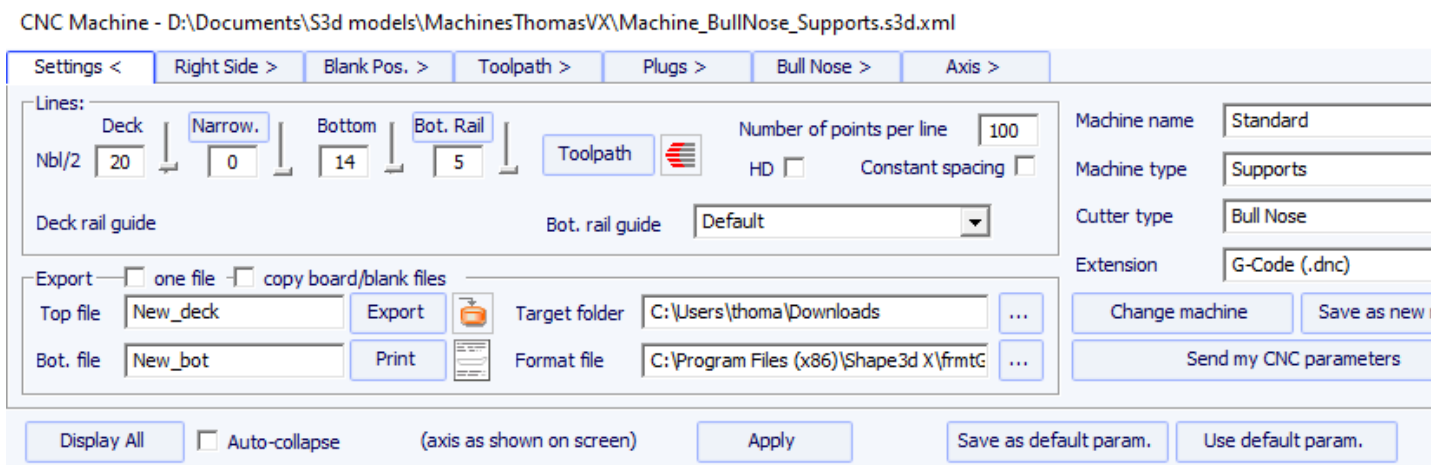 CNC Machine - D:\Documents\S3d models\MachinesThomasVX\Machine_BullNose_Supports.s3d.xml
Settings < Right Side > Blank Pos. > Toolpath > Plugs > Bull Nose > Axis >
Lines:
Deck Narrow. Bottom Bot. Rail Number of points per line 100 Machine name Standard
Nbl/2 20 0 14 5 Toolpath HD Constant spacing Machine type Supports
Deck rail guide Bot. rail guide Default Cutter type Bull Nose
Export one file copy board/blank files Extension G-Code (.dnc)
Top file New_deck Export Target folder C:\Users\thoma\Downloads ... Change machine Save as new
Bot. file New_bot Print Format file C:\Program Files (x86)\Shape3d X\frmtG ... Send my CNC parameters
Display All Auto-collapse (axis as shown on screen) Apply Save as default param. Use default param.